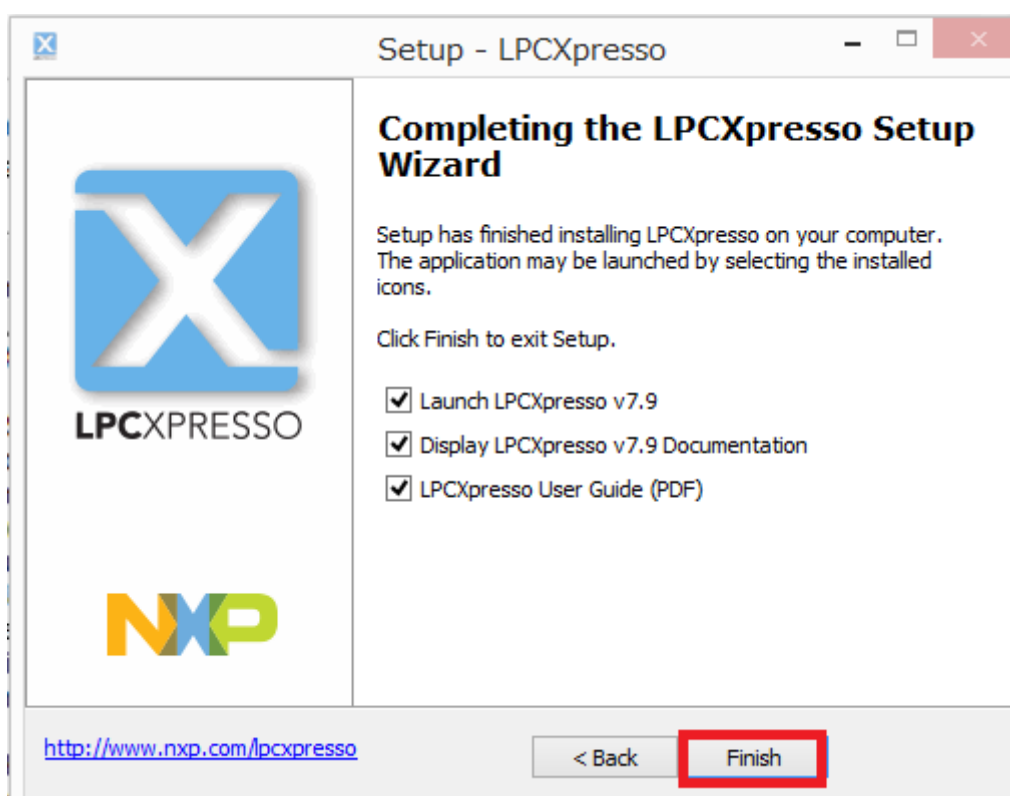 Setup - LPCXpresso
Completing the LPCXpresso Setup
Wizard
Setup has finished installing LPCXpresso on your computer.
The application may be launched by selecting the installed
icons.
Click Finish to exit Setup.
Launch LPCXpresso v7.9
Display LPCXpresso v7.9 Documentation
LPCXpresso User Guide (PDF)
LPCXPRESSO
NXP
http://www.nxp.com/lpcxpresso
< Back
Finish